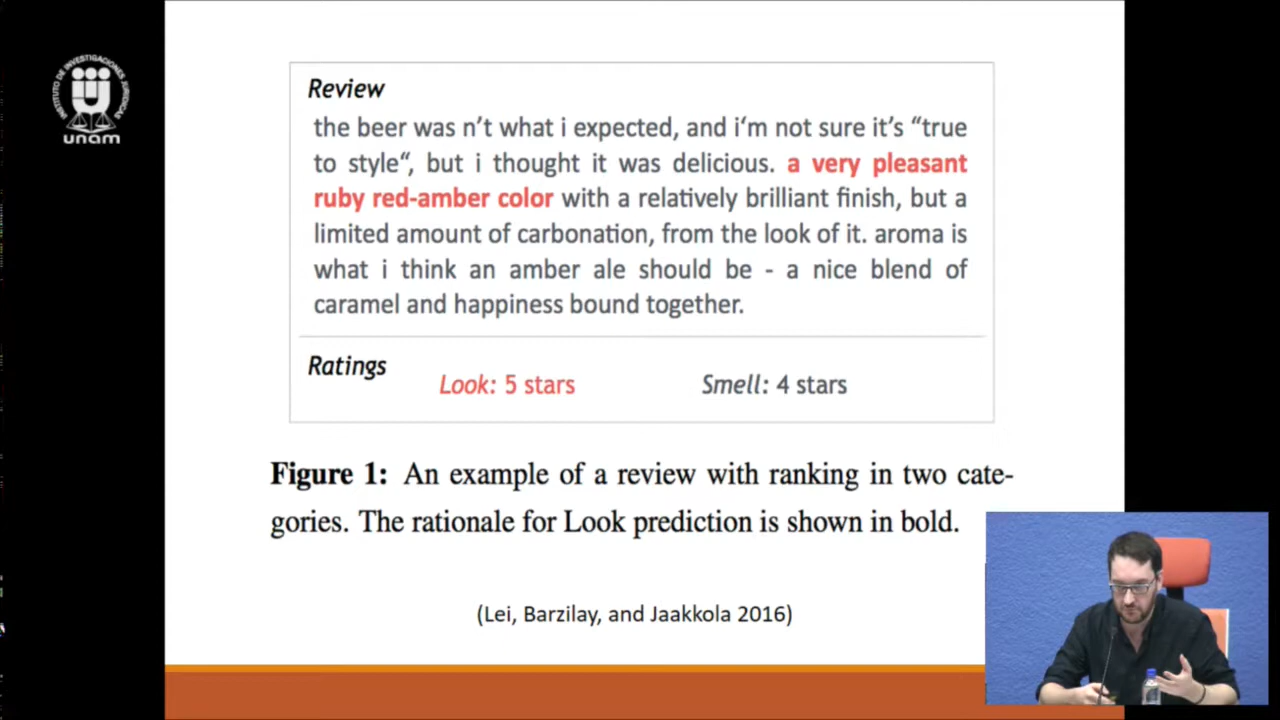 INSTITUTO DE INVESTIGACIONES JURIDICAS
unam
Review
the beer was n't what i expected, and i'm not sure it's “true
to style“, but i thought it was delicious. a very pleasant
ruby red-amber color with a relatively brilliant finish, but a
limited amount of carbonation, from the look of it. aroma is
what i think an amber ale should be - a nice blend of
caramel and happiness bound together.
Ratings
Look: 5 stars Smell: 4 stars
Figure 1: An example of a review with ranking in two cate-
gories. The rationale for Look prediction is shown in bold.
(Lei, Barzilay, and Jaakkola 2016)